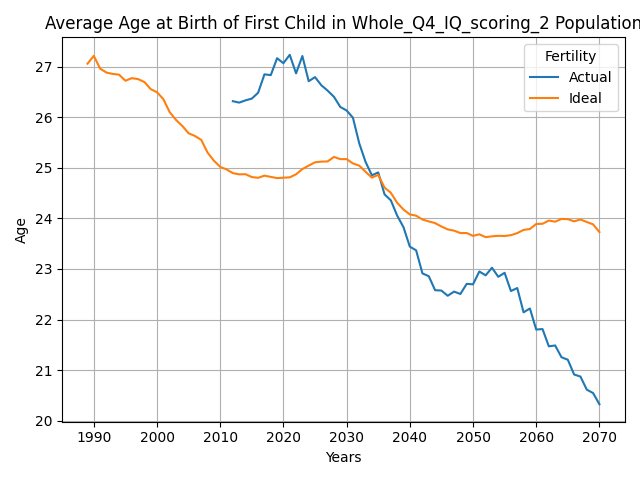 Average Age at Birth of First Child in Whole_Q4_IQ_scoring_2 Population
Fertility
Actual
Ideal
Age
27
26
25
24
23
22
21
20
1990 2000 2010 2020 2030 2040 2050 2060 2070
Years